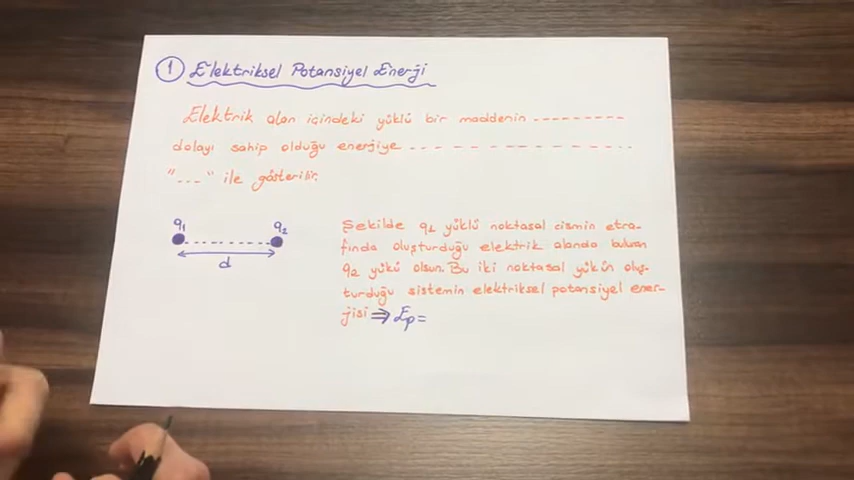 1 Elektriksel Potansiyel Enerji
Elektrik alan içindeki yüklü bir maddenin ---------
dolayı sahip olduğu enerjiye -----------------
"---" ile gösterilir.
q1 q2
d
Şekilde q1 yüklü noktasal cismin etra-
fında oluşturduğu elektrik alanda bulunan
q2 yükü olsun. Bu iki noktasal yükün oluş-
turduğu sistemin elektriksel potansiyel ener-
jisi ⇒ Ep =